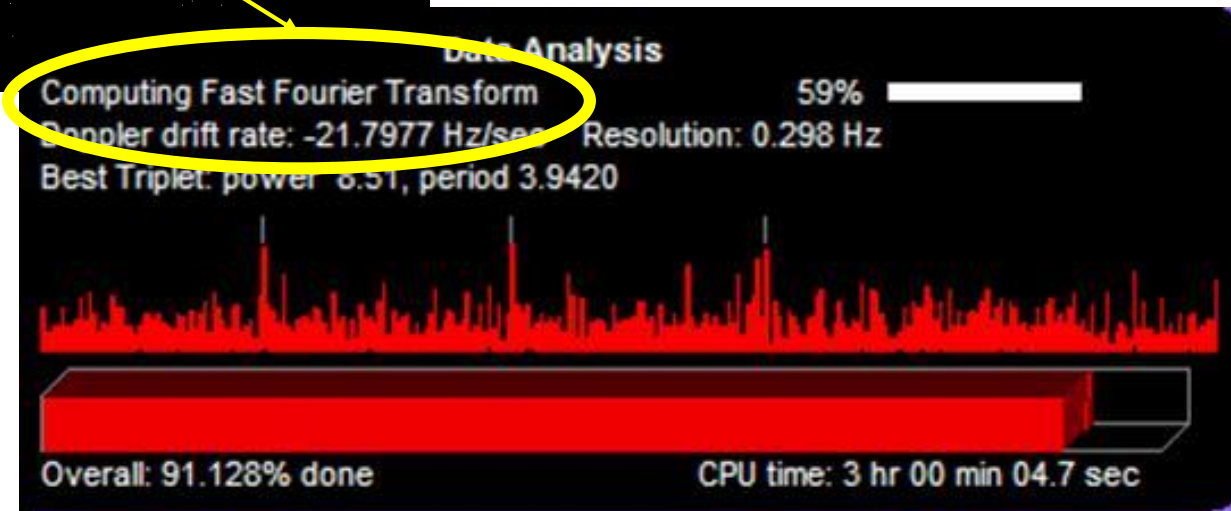 Data Analysis
Computing Fast Fourier Transform 59%
Doppler drift rate: -21.7977 Hz/sec Resolution: 0.298 Hz
Best Triplet: power 8.51, period 3.9420
Overall: 91.128% done CPU time: 3 hr 00 min 04.7 sec